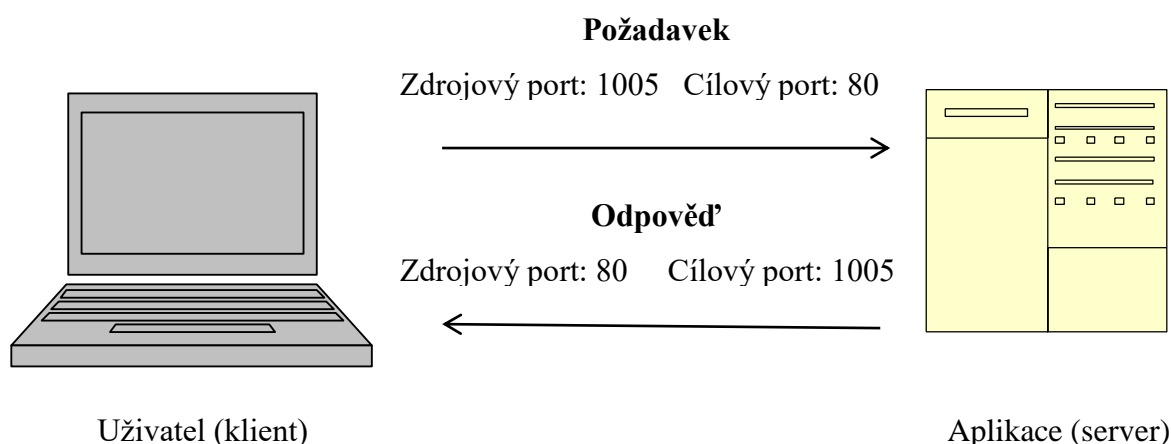 Požadavek
Zdrojový port: 1005 Cílový port: 80
Odpověď
Zdrojový port: 80 Cílový port: 1005
Uživatel (klient) Aplikace (server)